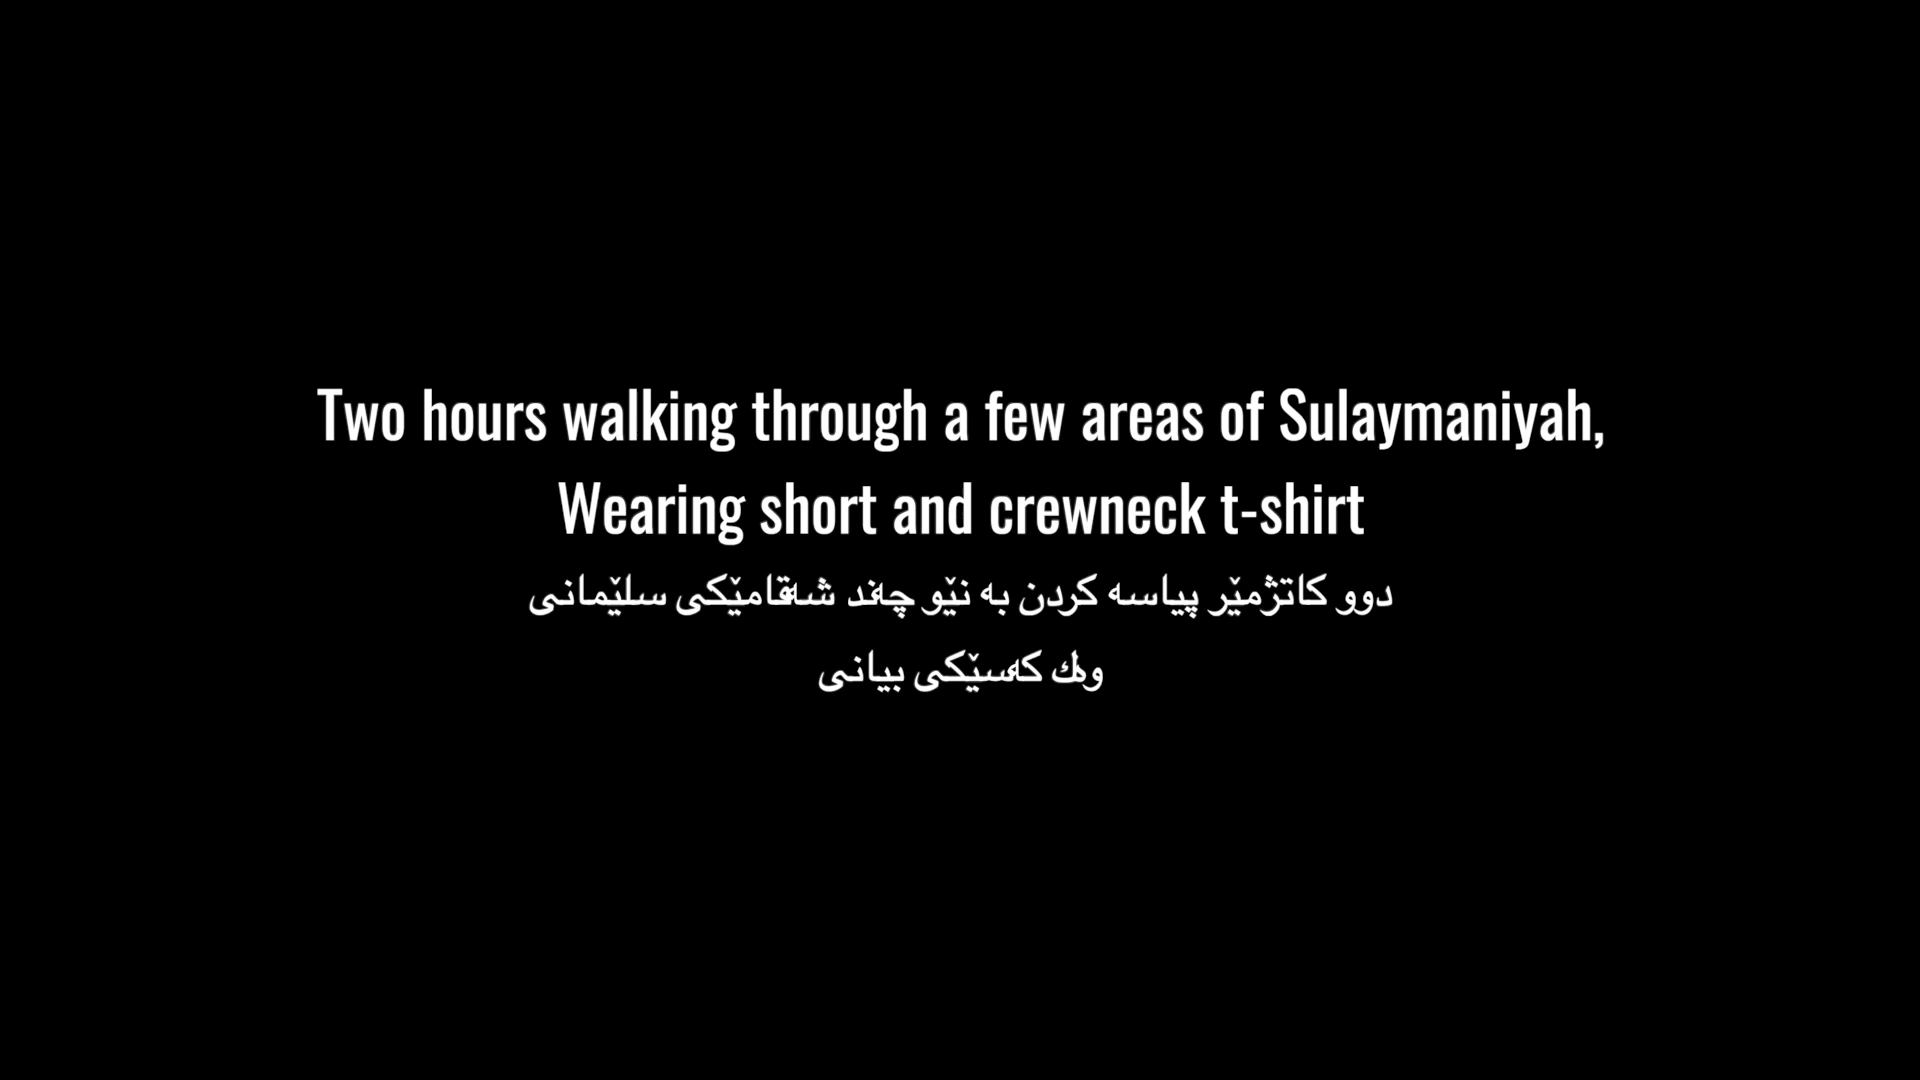 Two hours walking through a few areas of Sulaymaniyah,
Wearing short and crewneck t-shirt
دوو کاتژمێر پیاسە کردن بە نێو چەند شەقامێکی سلێمانی
وەك کەسێکی بیانی